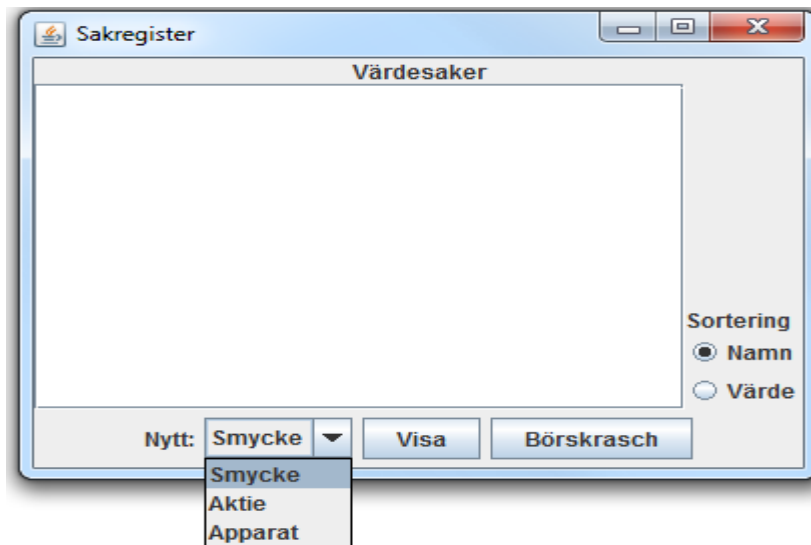 Sakregister
Värdesaker
Sortering
Namn
Värde
Nytt: Smycke Visa Börskrasch
Smycke
Aktie
Apparat